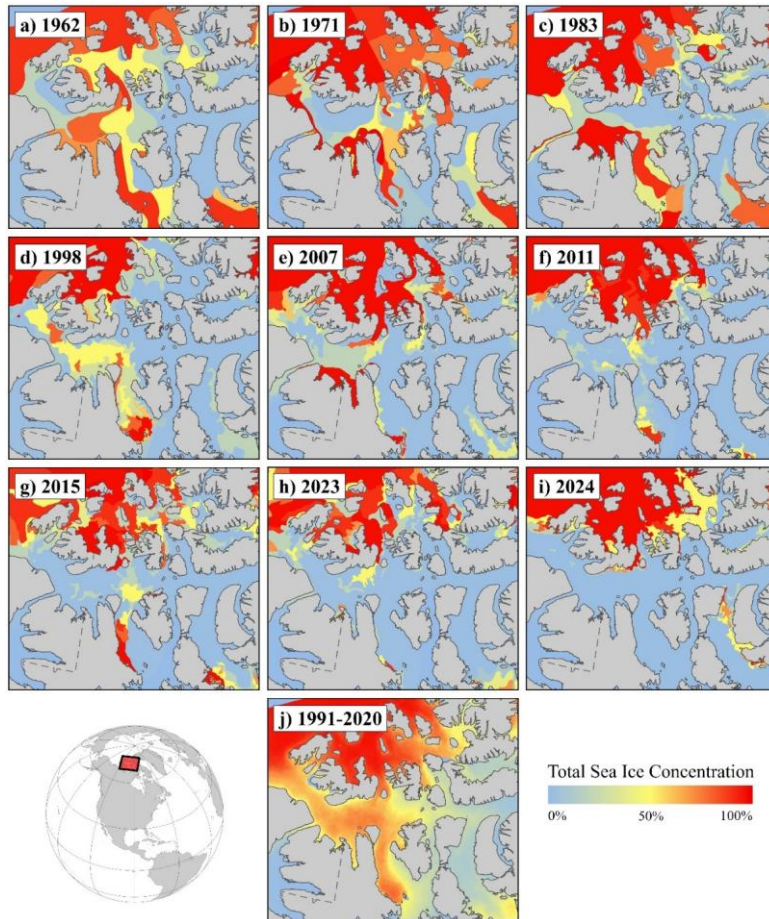 a) 1962
b) 1971
c) 1983
d) 1998
e) 2007
f) 2011
g) 2015
h) 2023
i) 2024
j) 1991-2020
Total Sea Ice Concentration
0% 50% 100%